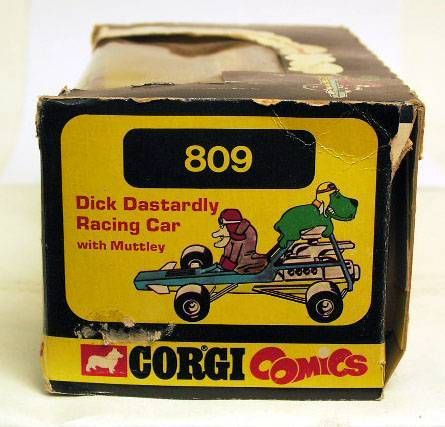 809
Dick Dastardly
Racing Car
with Muttley
CORGI COMICS